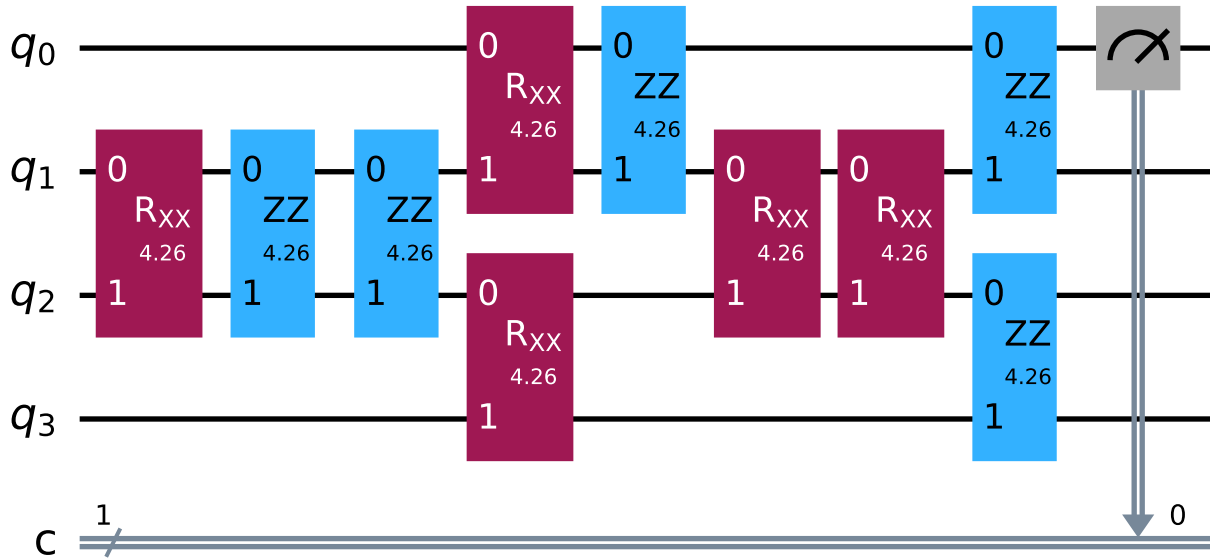 q0 0 0 0
RXX ZZ ZZ
4.26 4.26 4.26
q1 0 0 0 1 1 0 0 1
RXX ZZ ZZ RXX RXX
4.26 4.26 4.26 4.26 4.26
q2 1 1 1 0 1 1 0
RXX ZZ
4.26 4.26
q3 1 1
1 0
c